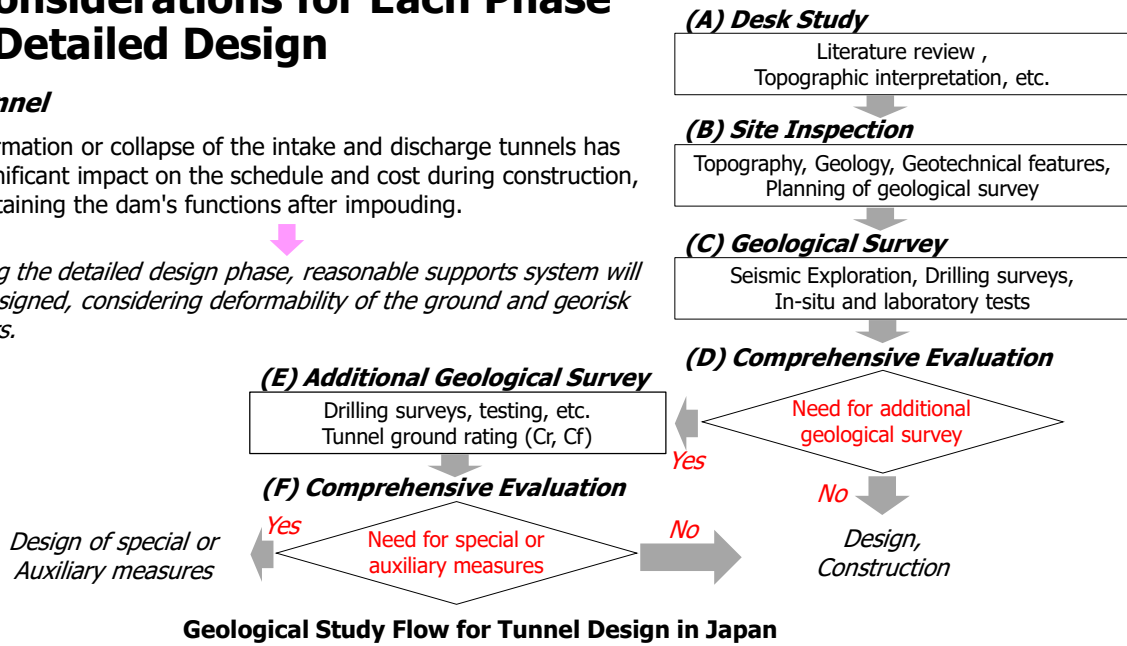 onsiderations for Each Phase
Detailed Design
nnel
rmation or collapse of the intake and discharge tunnels has
nificant impact on the schedule and cost during construction,
taining the dam's functions after impouding.
g the detailed design phase, reasonable supports system will
signed, considering deformability of the ground and georisk
s.
(A) Desk Study
Literature review ,
Topographic interpretation, etc.
(B) Site Inspection
Topography, Geology, Geotechnical features,
Planning of geological survey
(C) Geological Survey
Seismic Exploration, Drilling surveys,
In-situ and laboratory tests
(D) Comprehensive Evaluation
Need for additional
geological survey
Yes
No
(E) Additional Geological Survey
Drilling surveys, testing, etc.
Tunnel ground rating (Cr, Cf)
(F) Comprehensive Evaluation
Need for special or
auxiliary measures
Yes
No
Design of special or
Auxiliary measures
Design,
Construction
Geological Study Flow for Tunnel Design in Japan